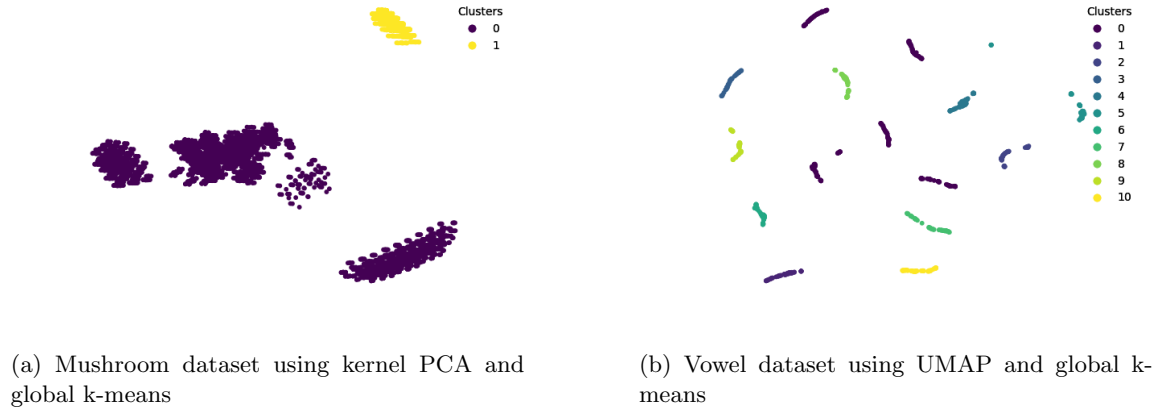 Clusters
0
1
Clusters
0
1
2
3
4
5
6
7
8
9
10
(a) Mushroom dataset using kernel PCA and
global k-means
(b) Vowel dataset using UMAP and global k-
means